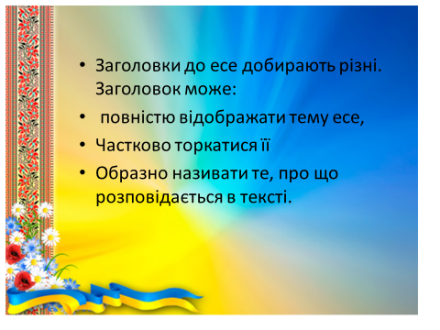 • Заголовки до есе добирають різні.
Заголовок може:
• повністю відображати тему есе,
• Частково торкатися її
• Образно називати те, про що
розповідається в тексті.